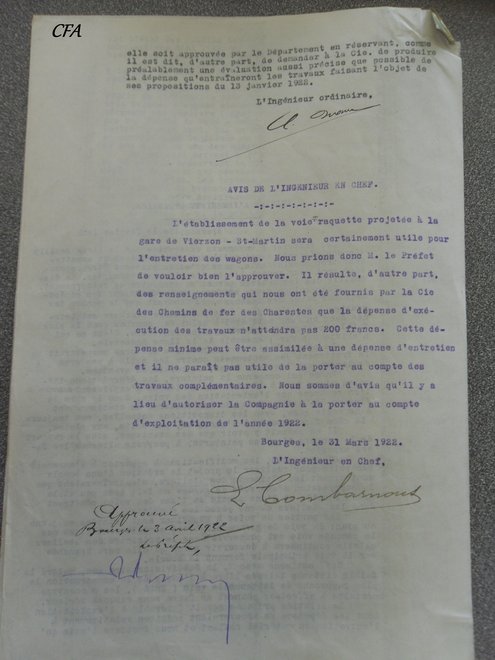 CFA
elle soit approuvée par le Département en réservant, comme
il est dit, d'autre part, de demander à la Cie. de produire
préalablement une évaluation aussi précise que possible de
la dépense qu'entraîneront les travaux faisant l'objet de
ses propositions du 13 janvier 1922.
L'Ingénieur ordinaire,
AVIS DE L'INGENIEUR EN CHEF.
-:-:-:-:-:-:-:-
L'établissement de la voie raquette projetée à la
gare de Vierzon - St-Martin sera certainement utile pour
l'entretien des wagons. Nous prions donc M. le Préfet
de vouloir bien l'approuver. Il résulte, d'autre part,
des renseignements qui nous ont été fournis par la Cie
des Chemins de fer des Charentes que la dépense d'exé-
cution des travaux n'atteindra pas 200 francs. Cette dé-
pense minime peut être assimilée à une dépense d'entretien
et il ne paraît pas utile de la porter au compte des
travaux complémentaires. Nous sommes d'avis qu'il y a
lieu d'autoriser la Compagnie à la porter au compte
d'exploitation de l'année 1922.
Bourges, le 31 Mars 1922.
L'Ingénieur en Chef,
Approuvé
Bourges le 3 avril 1922
Le Préfet,